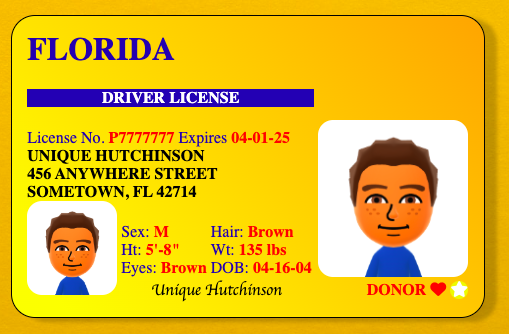 FLORIDA
DRIVER LICENSE
License No. P7777777 Expires 04-01-25
UNIQUE HUTCHINSON
456 ANYWHERE STREET
SOMETOWN, FL 42714
Sex: M Hair: Brown
Ht: 5'-8" Wt: 135 lbs
Eyes: Brown DOB: 04-16-04
Unique Hutchinson
DONOR